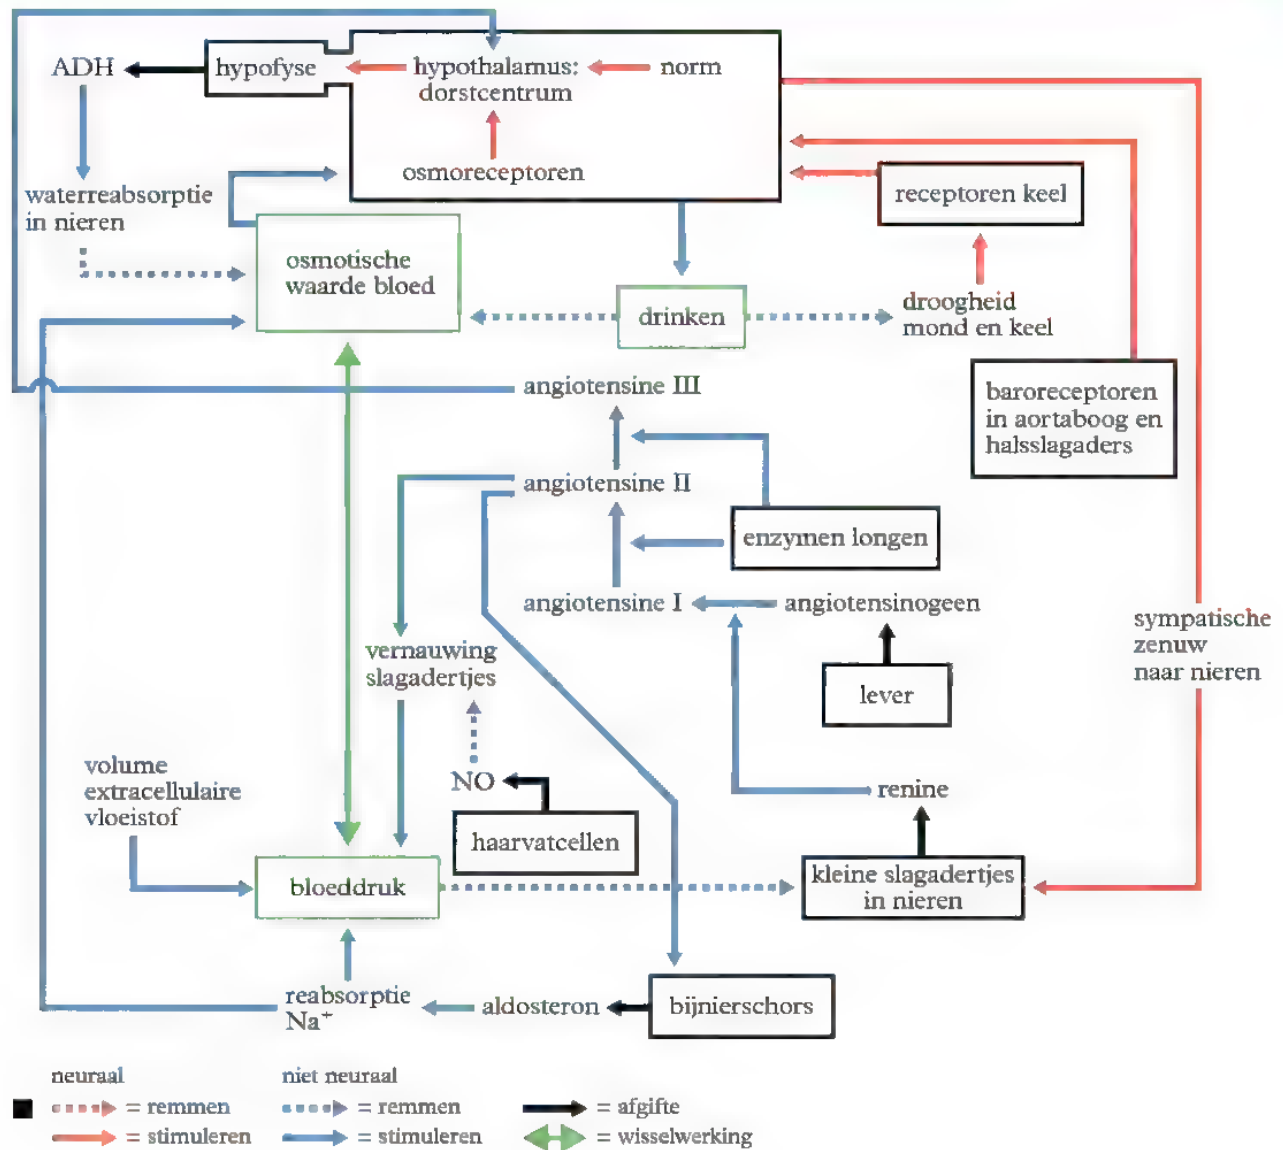 ADH
hypofyse
hypothalamus:
dorstcentrum
norm
osmoreceptoren
waterreabsorptie
in nieren
receptoren keel
osmotische
waarde bloed
drinken
droogheid
mond en keel
angiotensine III
baroreceptoren
in aortaboog en
halsslagaders
angiotensine II
enzymen longen
angiotensine I
angiotensinogeen
sympatische
zenuw
naar nieren
vernauwing
slagadertjes
lever
volume
extracellulaire
vloeistof
NO
renine
haarvatcellen
bloeddruk
kleine slagadertjes
in nieren
reabsorptie
Na⁺
aldosteron
bijnierschors
neuraal
niet neuraal
= remmen
= remmen
= afgifte
= stimuleren
= stimuleren
= wisselwerking